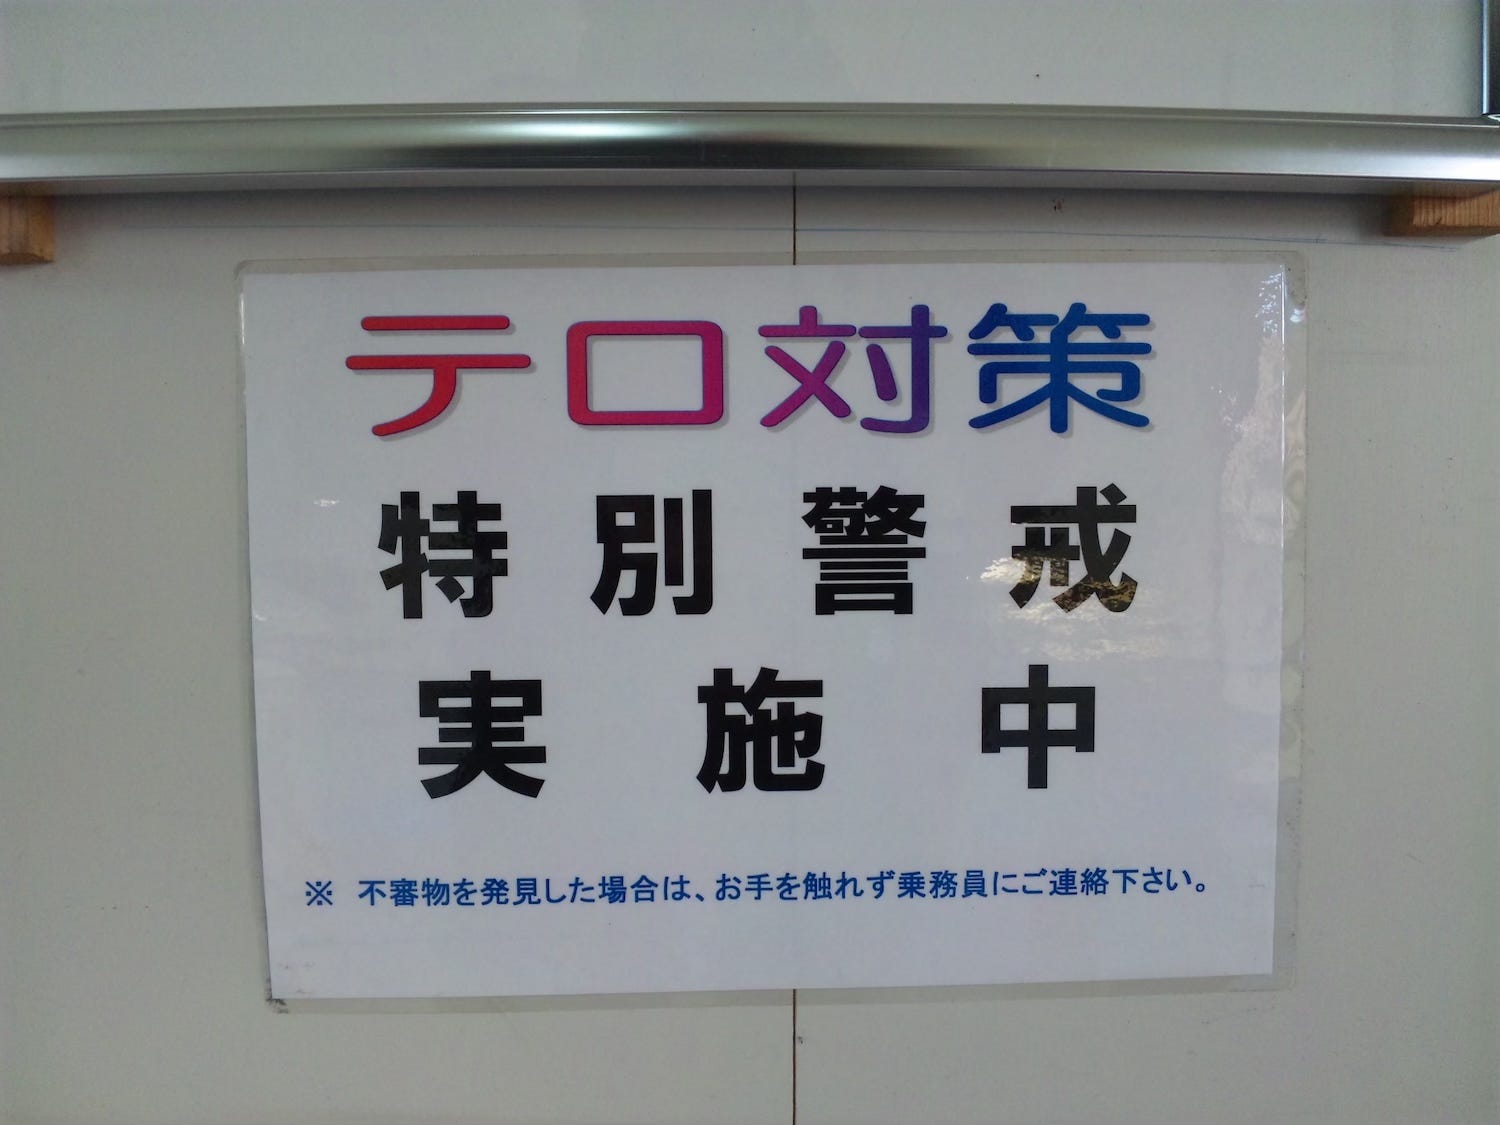 テロ対策
特別警戒
実施中
※ 不審物を発見した場合は、お手を触れず乗務員にご連絡下さい。